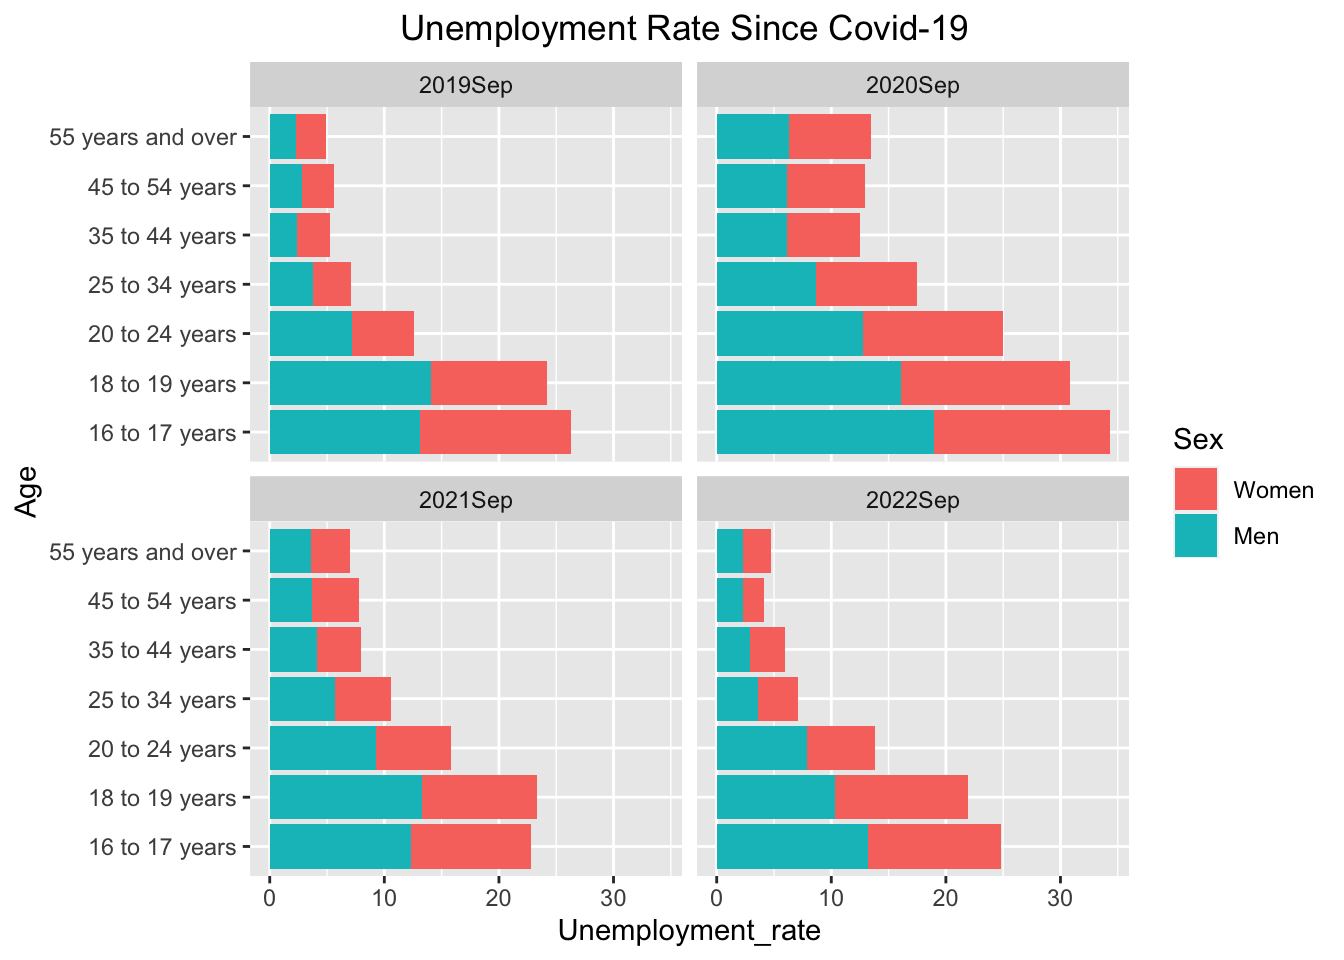 Unemployment Rate Since Covid-19
2019Sep
2020Sep
55 years and over
45 to 54 years
35 to 44 years
25 to 34 years
20 to 24 years
18 to 19 years
16 to 17 years
Age
2021Sep
2022Sep
55 years and over
45 to 54 years
35 to 44 years
25 to 34 years
20 to 24 years
18 to 19 years
16 to 17 years
0 10 20 30
0 10 20 30
Unemployment_rate
Sex
Women
Men